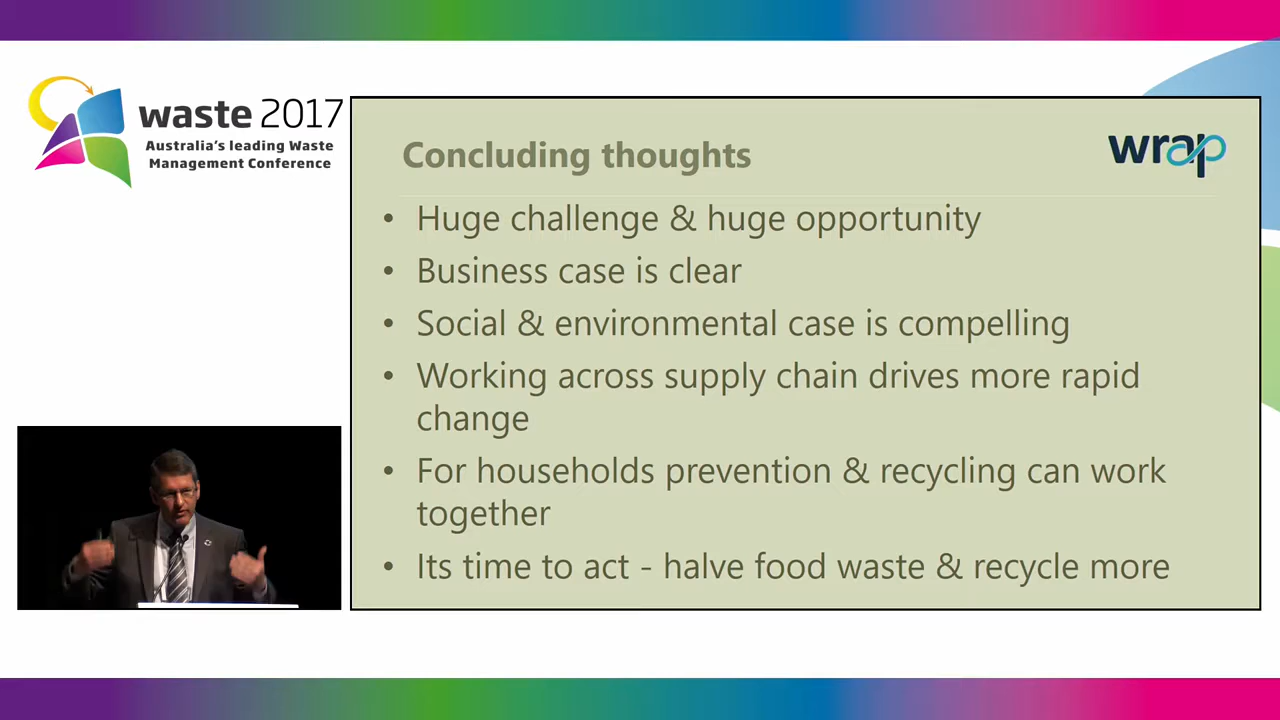 waste 2017
Australia's leading Waste
Management Conference
Concluding thoughts
wrap
• Huge challenge & huge opportunity
• Business case is clear
• Social & environmental case is compelling
• Working across supply chain drives more rapid
change
• For households prevention & recycling can work
together
• Its time to act - halve food waste & recycle more